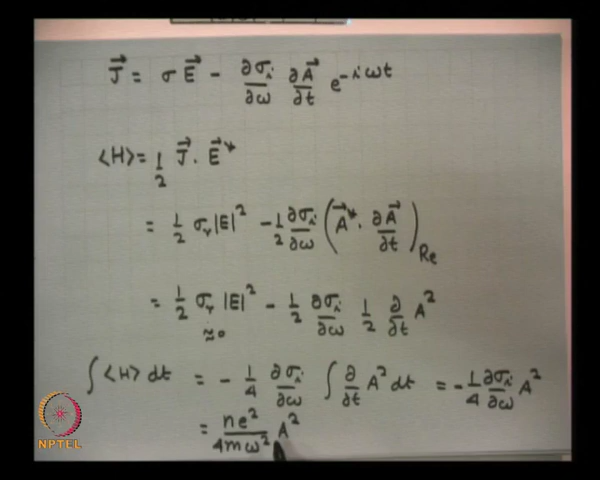 J⃗ = σ E⃗ - ∂σᵢ/∂ω ∂A⃗/∂t e^(-iωt)
<H> = 1/2 J⃗ . E⃗*
= 1/2 σᵣ|E|² - 1/2 ∂σᵢ/∂ω (A⃗* . ∂A⃗/∂t)_Re
= 1/2 σᵣ |E|² - 1/2 ∂σᵢ/∂ω 1/2 ∂/∂t A²
≈0
∫ <H> dt = - 1/4 ∂σᵢ/∂ω ∫ ∂/∂t A² dt = - 1/4 ∂σᵢ/∂ω A²
= ne²/4mω² A²
NPTEL